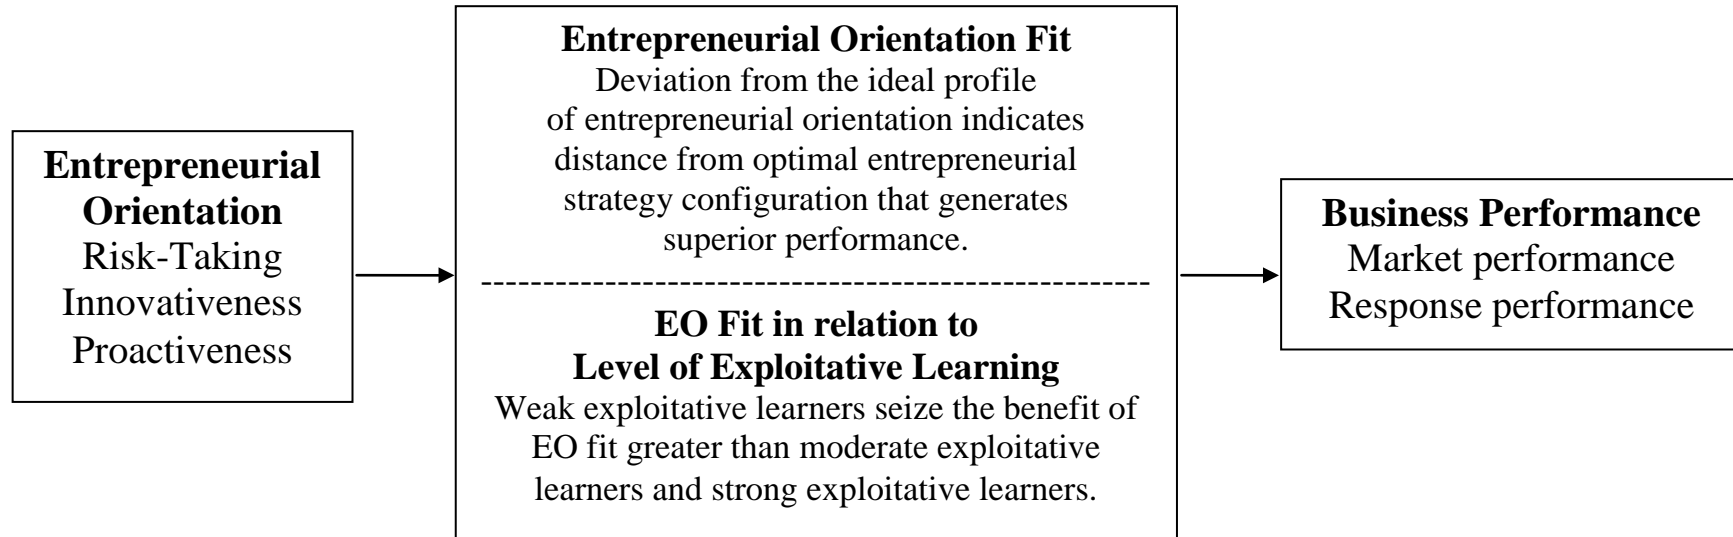 Entrepreneurial
Orientation
Risk-Taking
Innovativeness
Proactiveness
Entrepreneurial Orientation Fit
Deviation from the ideal profile
of entrepreneurial orientation indicates
distance from optimal entrepreneurial
strategy configuration that generates
superior performance.
EO Fit in relation to
Level of Exploitative Learning
Weak exploitative learners seize the benefit of
EO fit greater than moderate exploitative
learners and strong exploitative learners.
Business Performance
Market performance
Response performance